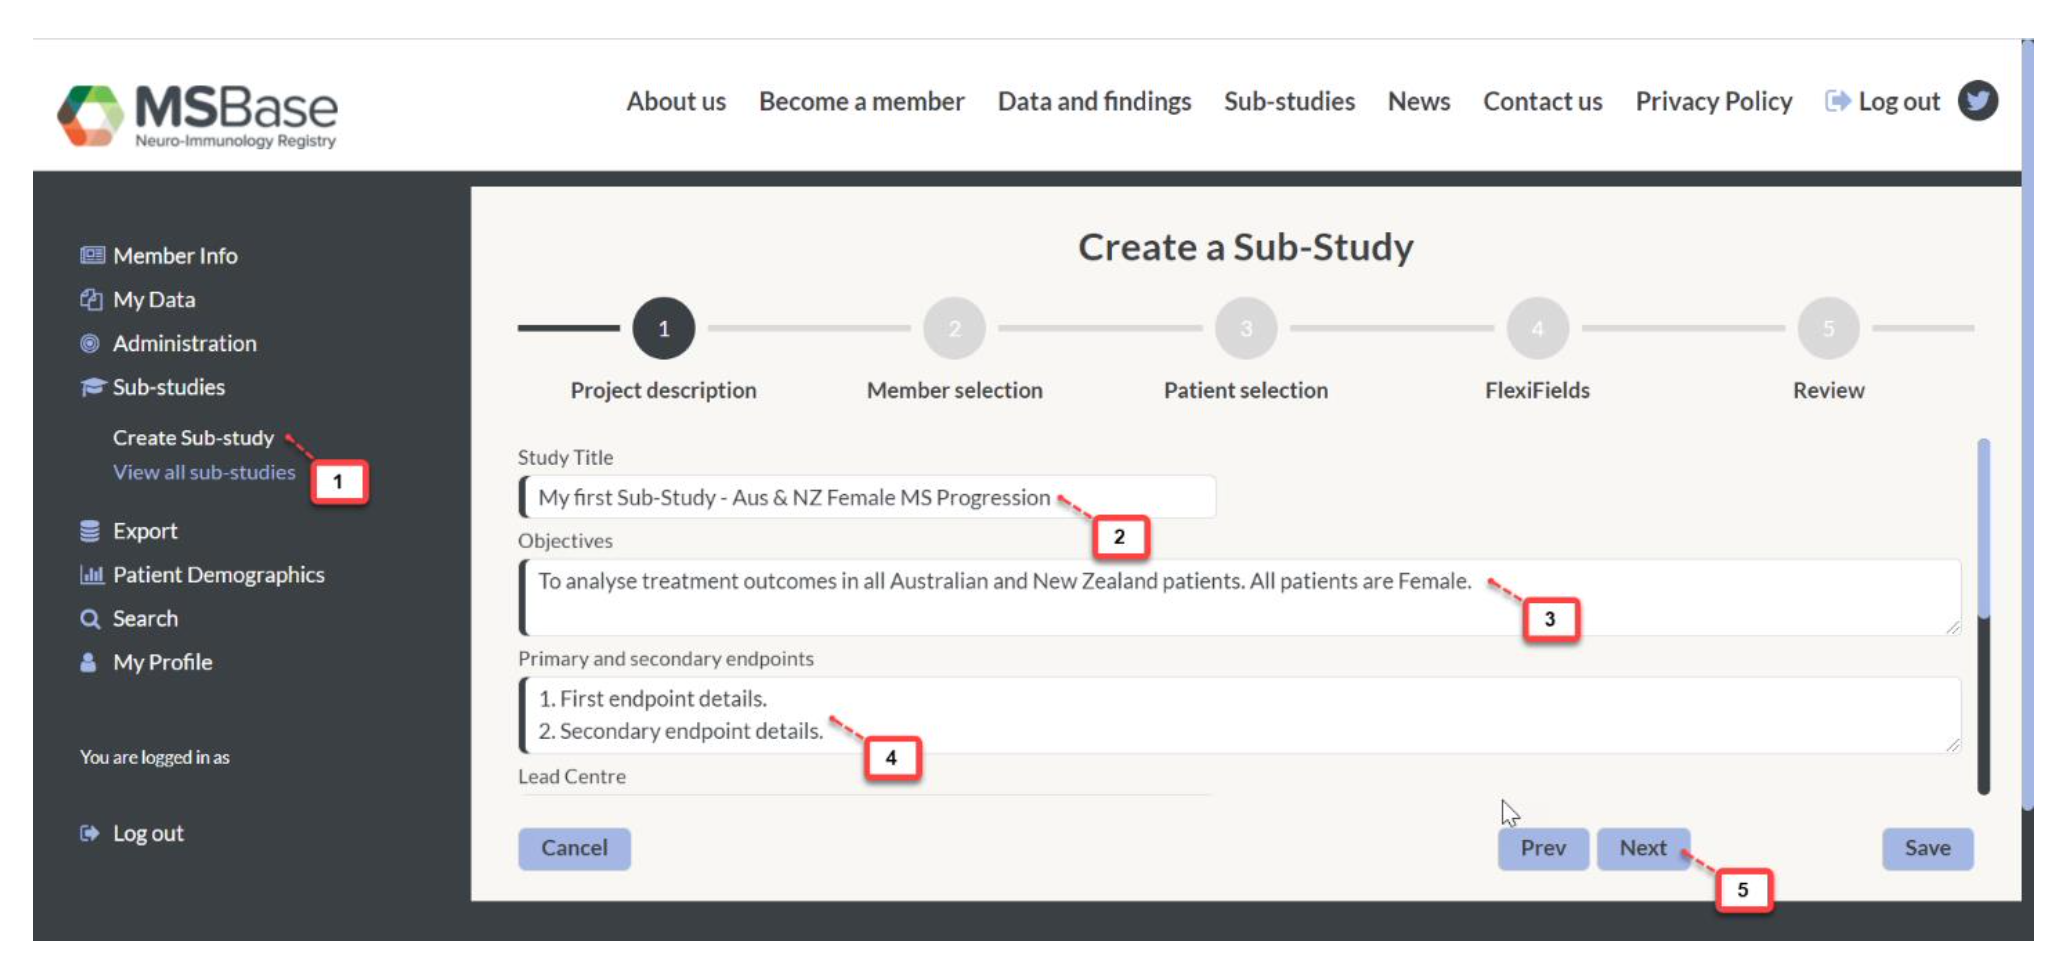 MSBase
Neuro-Immunology Registry
About us Become a member Data and findings Sub-studies News Contact us Privacy Policy Log out
Member Info
My Data
Administration
Sub-studies
Create Sub-study
View all sub-studies
1
Export
Patient Demographics
Search
My Profile
You are logged in as
Log out
Create a Sub-Study
1 2 3 4 5
Project description Member selection Patient selection FlexiFields Review
Study Title
My first Sub-Study - Aus & NZ Female MS Progression
2
Objectives
To analyse treatment outcomes in all Australian and New Zealand patients. All patients are Female.
3
Primary and secondary endpoints
1. First endpoint details.
2. Secondary endpoint details.
4
Lead Centre
Cancel Prev Next Save
5